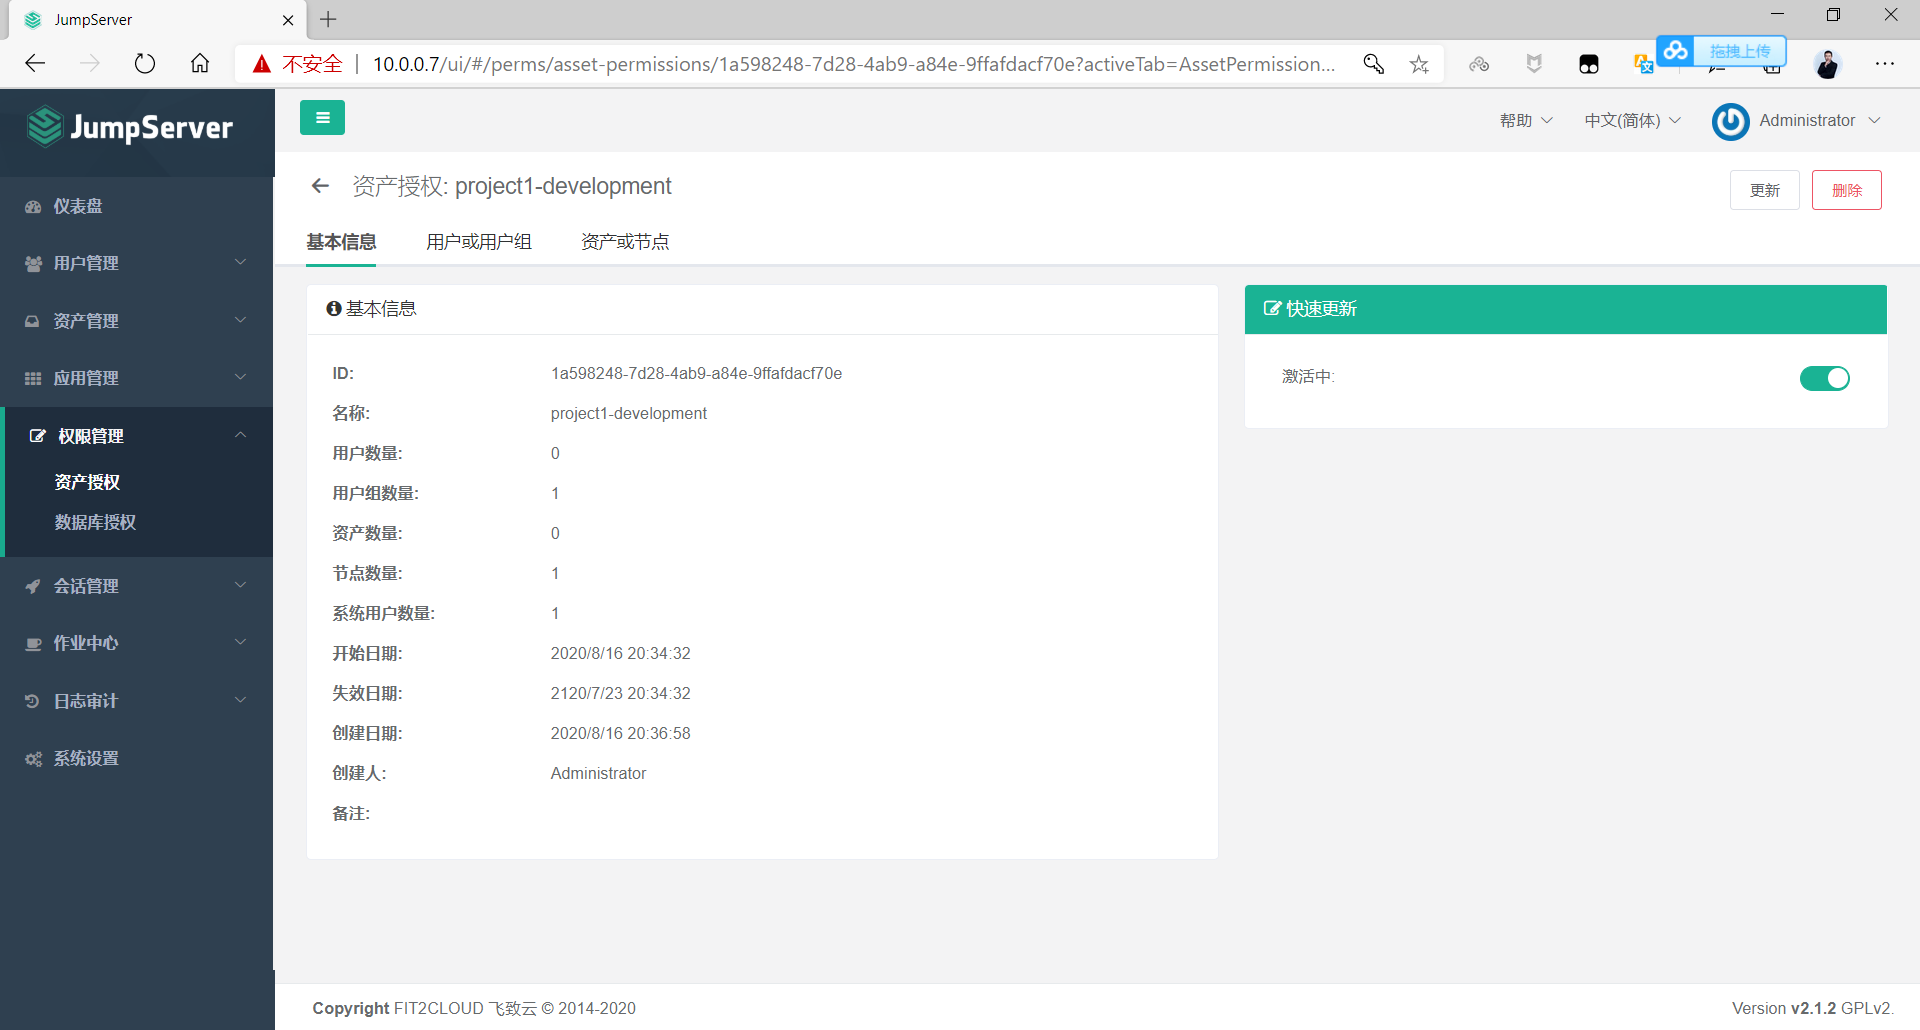 JumpServer
不安全 | 10.0.0.7/ui/#/perms/asset-permissions/1a598248-7d28-4ab9-a84e-9ffafdacf70e?activeTab=AssetPermission...
拖拽上传
JumpServer
帮助
中文(简体)
Administrator
资产授权: project1-development
更新
删除
基本信息
用户或用户组
资产或节点
仪表盘
用户管理
资产管理
应用管理
权限管理
资产授权
数据库授权
会话管理
作业中心
日志审计
系统设置
基本信息
ID: 1a598248-7d28-4ab9-a84e-9ffafdacf70e
名称: project1-development
用户数量: 0
用户组数量: 1
资产数量: 0
节点数量: 1
系统用户数量: 1
开始日期: 2020/8/16 20:34:32
失效日期: 2120/7/23 20:34:32
创建日期: 2020/8/16 20:36:58
创建人: Administrator
备注:
快速更新
激活中:
Copyright FIT2CLOUD 飞致云 © 2014-2020
Version v2.1.2 GPLv2.